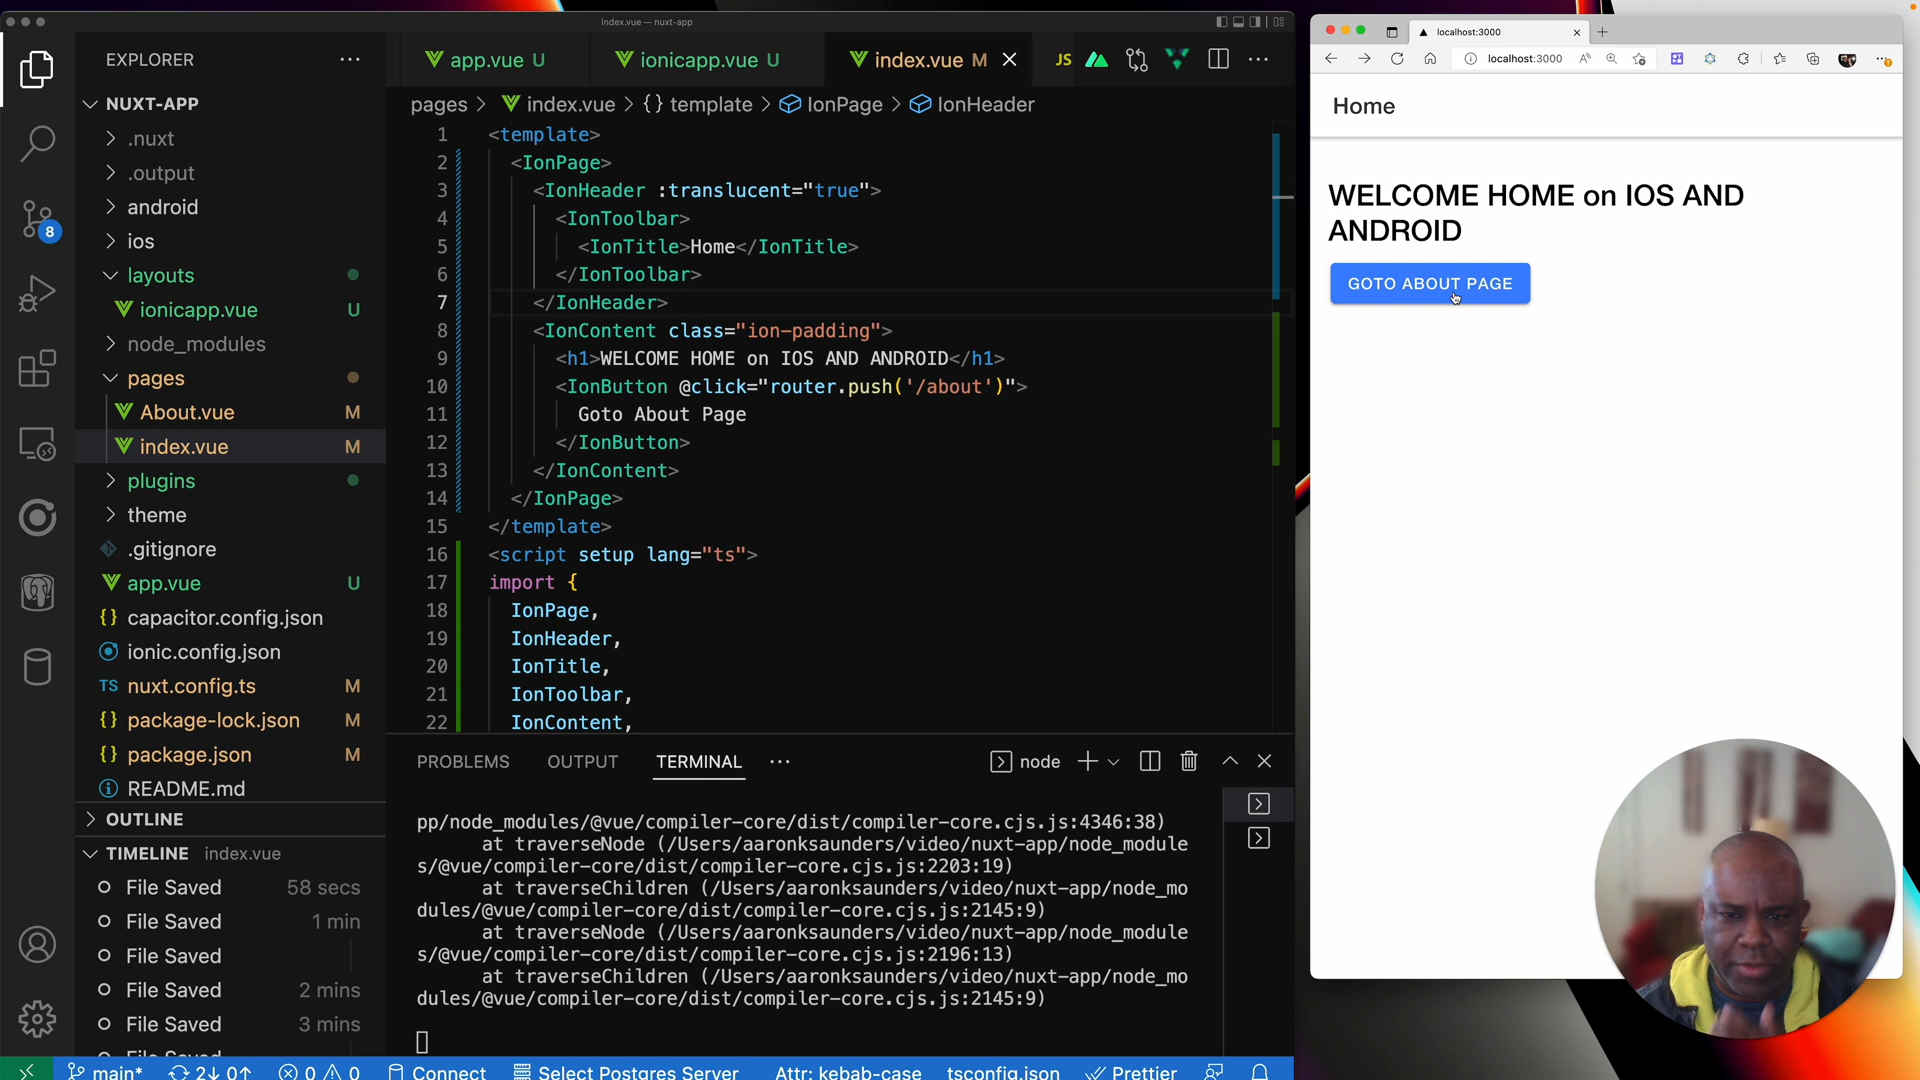 index.vue — nuxt-app
EXPLORER
NUXT-APP
.nuxt
.output
android
ios
layouts
ionicapp.vue U
node_modules
pages
About.vue M
index.vue M
plugins
theme
.gitignore
app.vue U
capacitor.config.json
ionic.config.json
TS nuxt.config.ts M
{} package-lock.json M
{} package.json M
README.md
OUTLINE
TIMELINE index.vue
File Saved 58 secs
File Saved 1 min
File Saved
File Saved 2 mins
File Saved 3 mins
8
app.vue U
ionicapp.vue U
index.vue M
JS
pages > index.vue > {} template > IonPage > IonHeader
1 <template>
2 <IonPage>
3 <IonHeader :translucent="true">
4 <IonToolbar>
5 <IonTitle>Home</IonTitle>
6 </IonToolbar>
7 </IonHeader>
8 <IonContent class="ion-padding">
9 <h1>WELCOME HOME on IOS AND ANDROID</h1>
10 <IonButton @click="router.push('/about')">
11 Goto About Page
12 </IonButton>
13 </IonContent>
14 </IonPage>
15 </template>
16 <script setup lang="ts">
17 import {
18 IonPage,
19 IonHeader,
20 IonTitle,
21 IonToolbar,
22 IonContent,
PROBLEMS OUTPUT TERMINAL
node
pp/node_modules/@vue/compiler-core/dist/compiler-core.cjs.js:4346:38)
at traverseNode (/Users/aaronksaunders/video/nuxt-app/node_module
s/@vue/compiler-core/dist/compiler-core.cjs.js:2203:19)
at traverseChildren (/Users/aaronksaunders/video/nuxt-app/node_mo
dules/@vue/compiler-core/dist/compiler-core.cjs.js:2145:9)
at traverseNode (/Users/aaronksaunders/video/nuxt-app/node_module
s/@vue/compiler-core/dist/compiler-core.cjs.js:2196:13)
at traverseChildren (/Users/aaronksaunders/video/nuxt-app/node_mo
dules/@vue/compiler-core/dist/compiler-core.cjs.js:2145:9)
main* 2↓ 0↑ 0 0 Connect Select Postgres Server Attr: kebab-case tsconfig.json Prettier
localhost:3000
localhost:3000
Home
WELCOME HOME on IOS AND
ANDROID
GOTO ABOUT PAGE